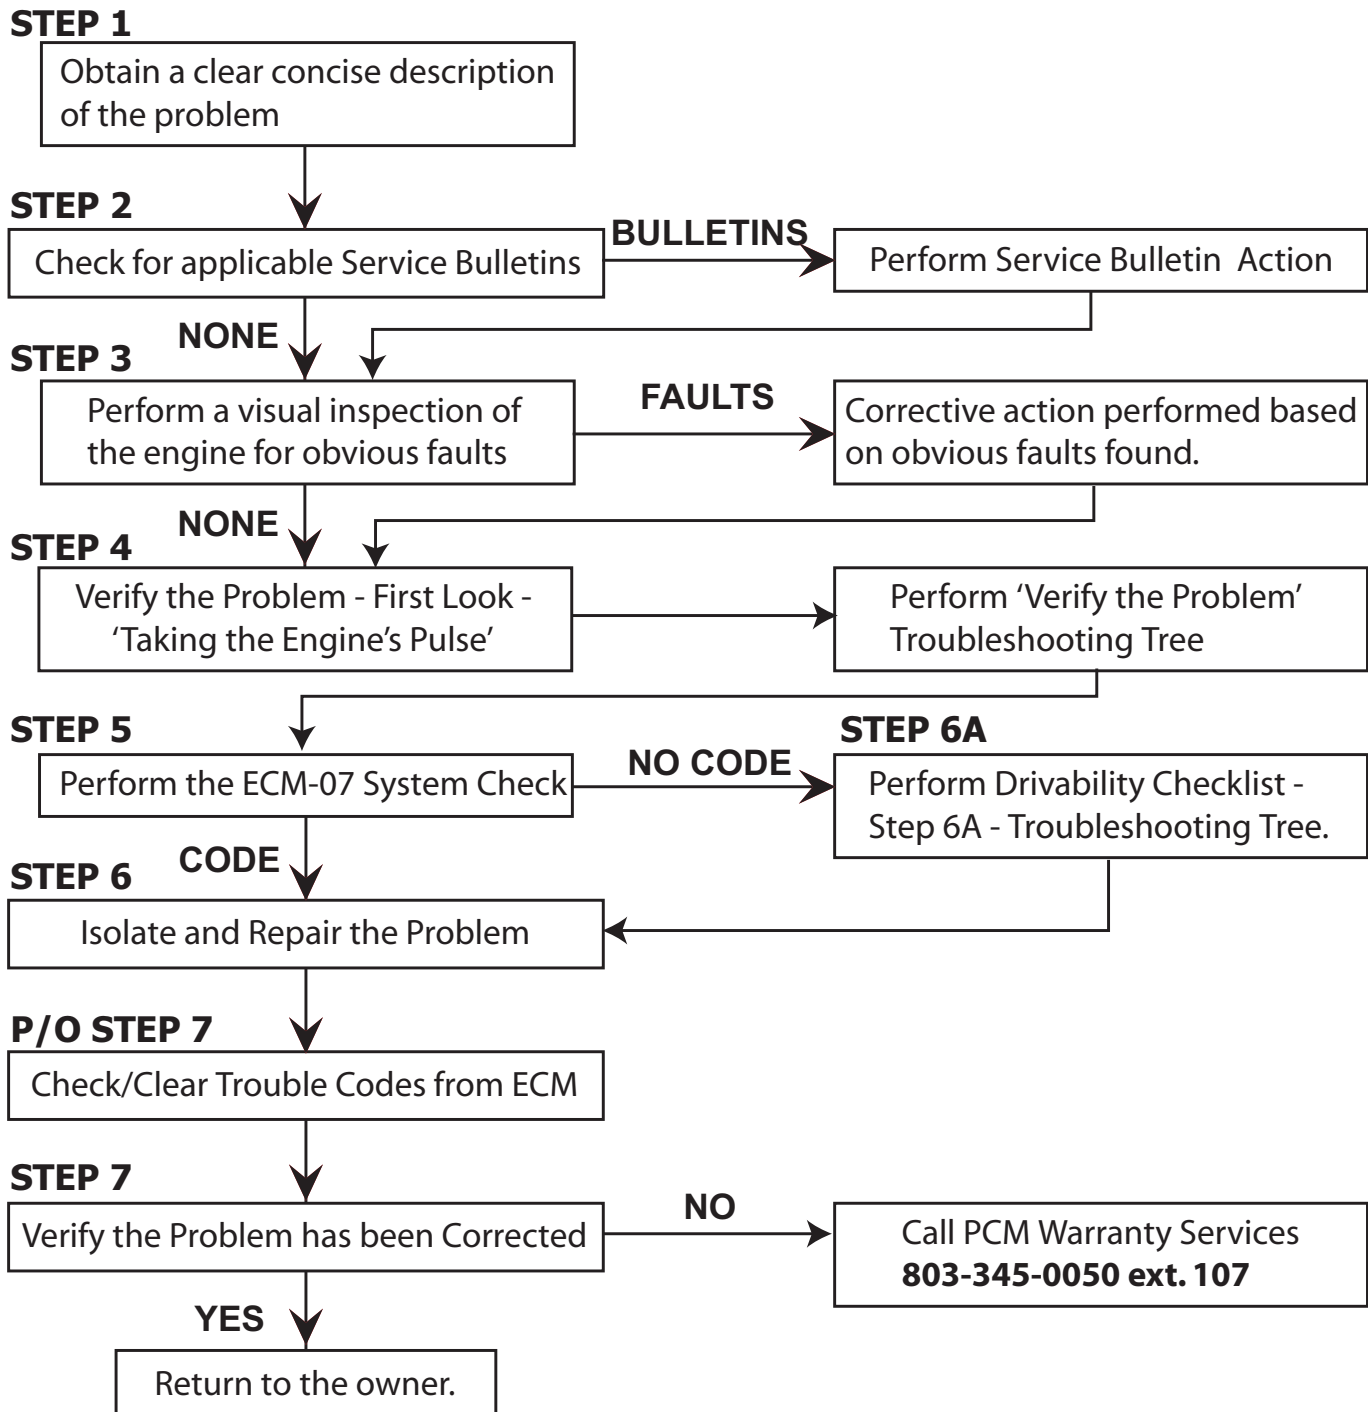 STEP 1
Obtain a clear concise description
of the problem
STEP 2
Check for applicable Service Bulletins
BULLETINS
Perform Service Bulletin Action
NONE
STEP 3
Perform a visual inspection of
the engine for obvious faults
FAULTS
Corrective action performed based
on obvious faults found.
NONE
STEP 4
Verify the Problem - First Look -
‘Taking the Engine’s Pulse’
Perform ‘Verify the Problem’
Troubleshooting Tree
STEP 5
Perform the ECM-07 System Check
NO CODE
STEP 6A
Perform Drivability Checklist -
Step 6A - Troubleshooting Tree.
CODE
STEP 6
Isolate and Repair the Problem
P/O STEP 7
Check/Clear Trouble Codes from ECM
STEP 7
Verify the Problem has been Corrected
NO
Call PCM Warranty Services
803-345-0050 ext. 107
YES
Return to the owner.